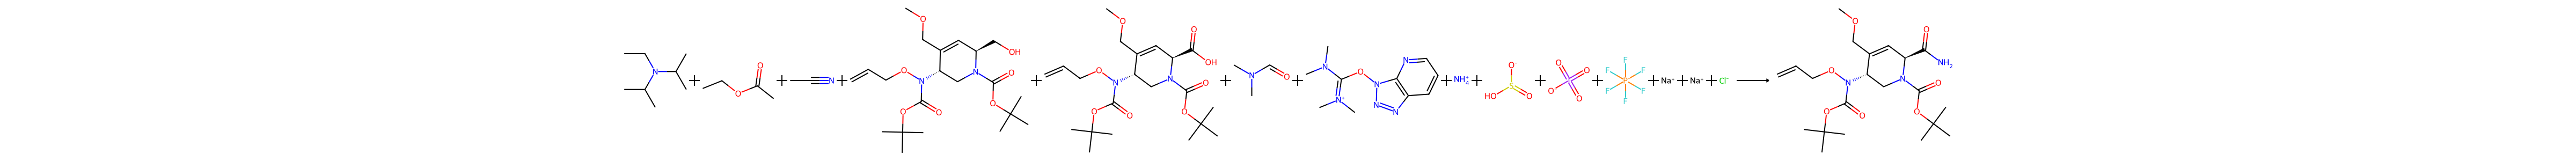 N
+
O O
+
N
+
O OH O N N O O O O
+
O O OH O N N O O O O
+
N O
+
N N O N N N N⁺
+
NH₄⁺
+
O⁻ S HO O
+
O O O⁻ O
+
F F F P F F F
+
Na⁺
+
Na⁺
+
Cl⁻
O O NH₂ O N N O O O O